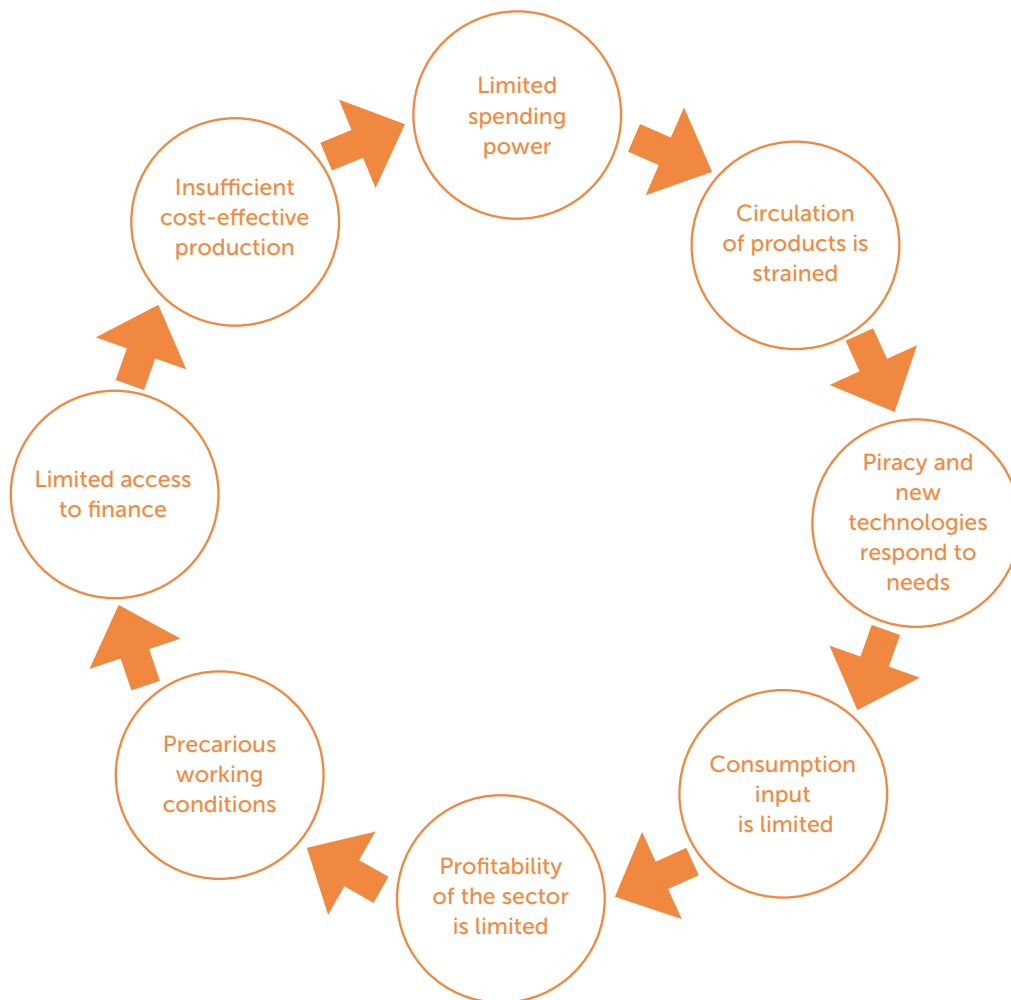 Limited
spending
power
Circulation
of products is
strained
Piracy and
new
technologies
respond to
needs
Consumption
input
is limited
Profitability
of the sector
is limited
Precarious
working
conditions
Limited access
to finance
Insufficient
cost-effective
production